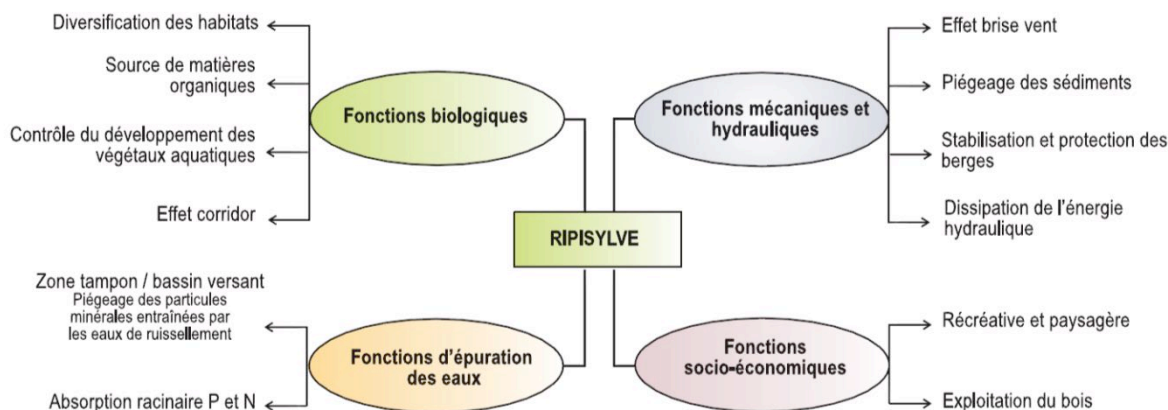 Diversification des habitats
Source de matières
organiques
Contrôle du développement des
végétaux aquatiques
Effet corridor
Fonctions biologiques
Fonctions mécaniques et
hydrauliques
Effet brise vent
Piégeage des sédiments
Stabilisation et protection des
berges
Dissipation de l'énergie
hydraulique
RIPISYLVE
Zone tampon / bassin versant
Piégeage des particules
minérales entraînées par
les eaux de ruissellement
Absorption racinaire P et N
Fonctions d'épuration
des eaux
Fonctions
socio-économiques
Récréative et paysagère
Exploitation du bois